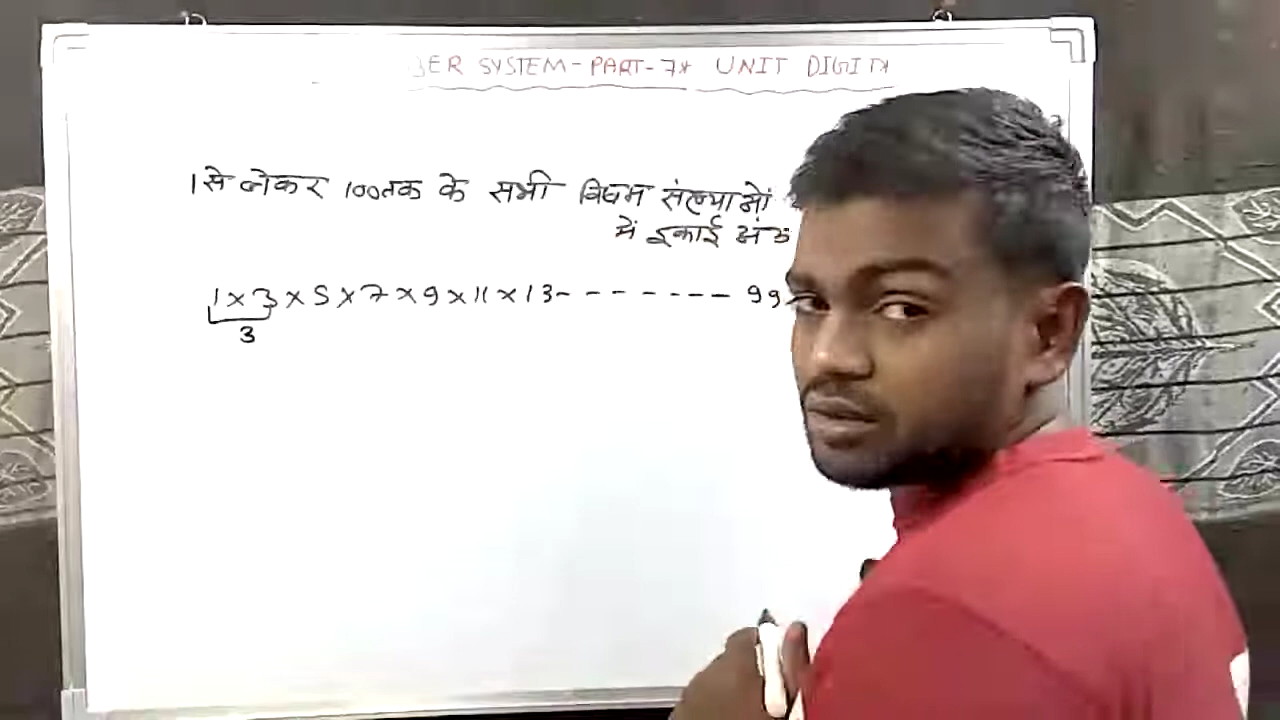 BER SYSTEM-PART-7* UNIT DIGIT*
1 से लेकर 100 तक के सभी विषम संख्याओं
में इकाई अंक
1 × 3 × 5 × 7 × 9 × 11 × 13 - - - - - - - 99
3